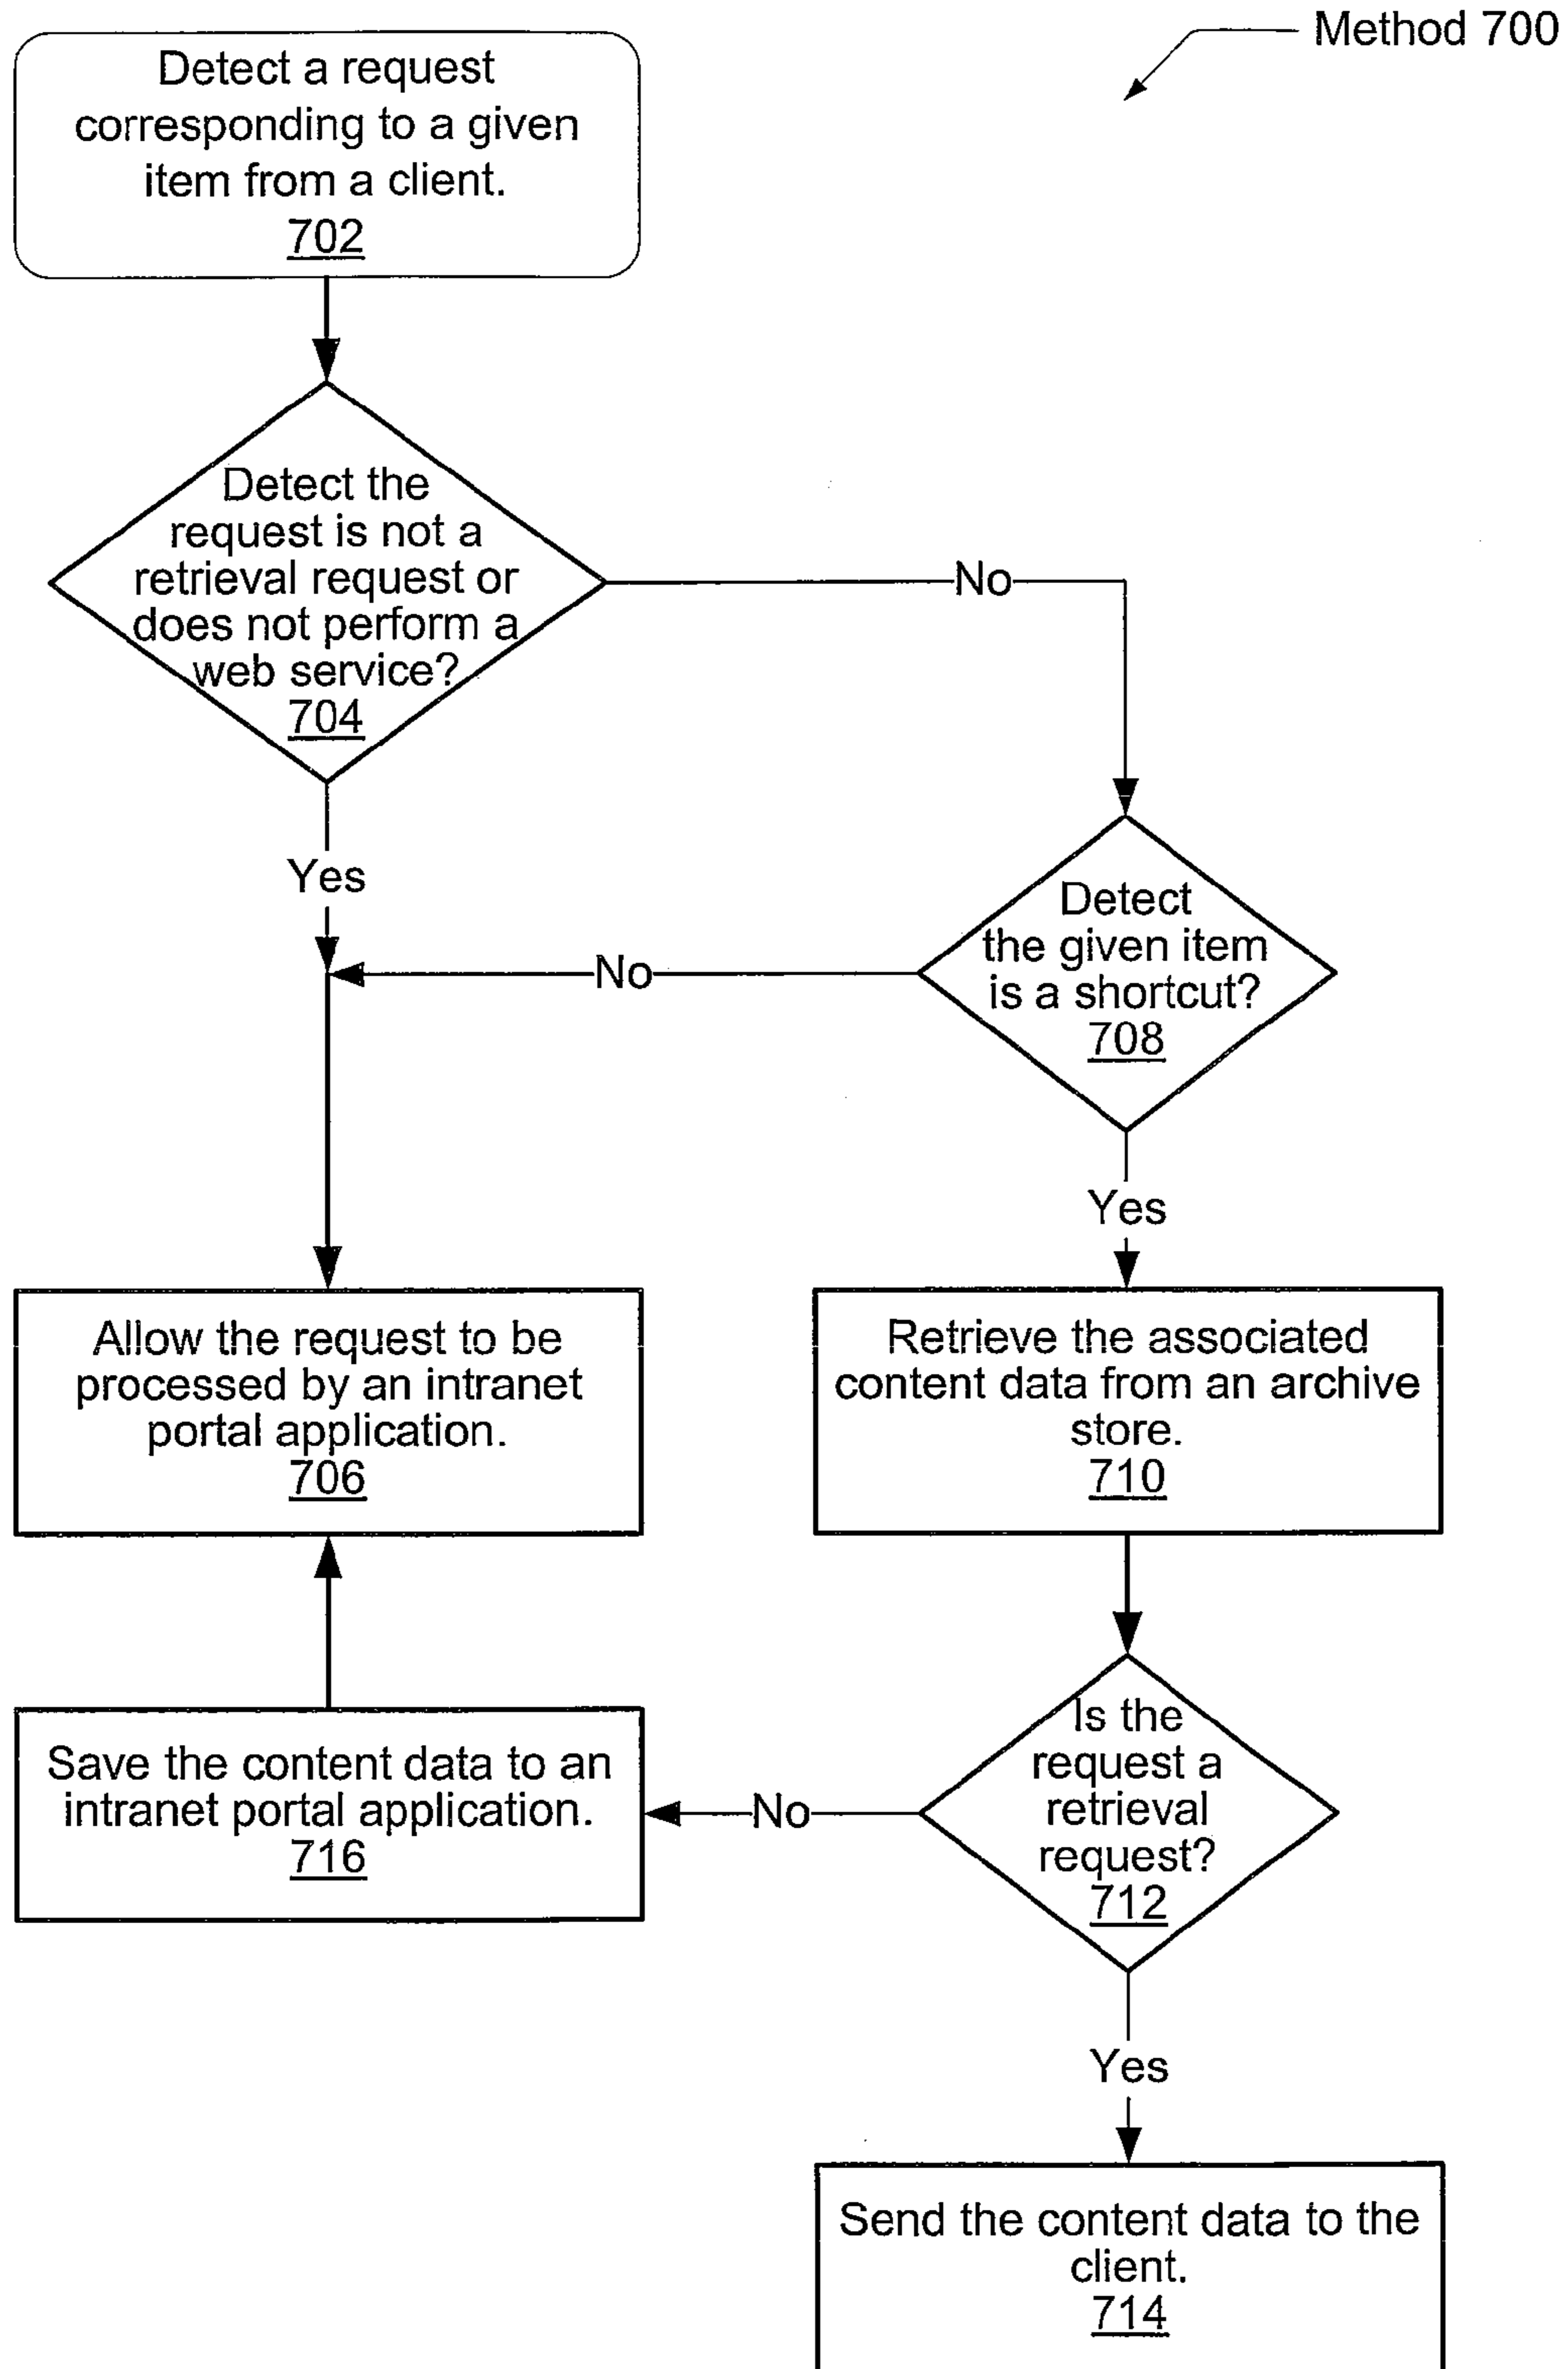 Method 700
Detect a request
corresponding to a given
item from a client.
702
Detect the
request is not a
retrieval request or
does not perform a
web service?
704
No
Yes
Detect
the given item
is a shortcut?
708
No
Yes
Allow the request to be
processed by an intranet
portal application.
706
Retrieve the associated
content data from an archive
store.
710
Is the
request a
retrieval
request?
712
No
Save the content data to an
intranet portal application.
716
Yes
Send the content data to the
client.
714